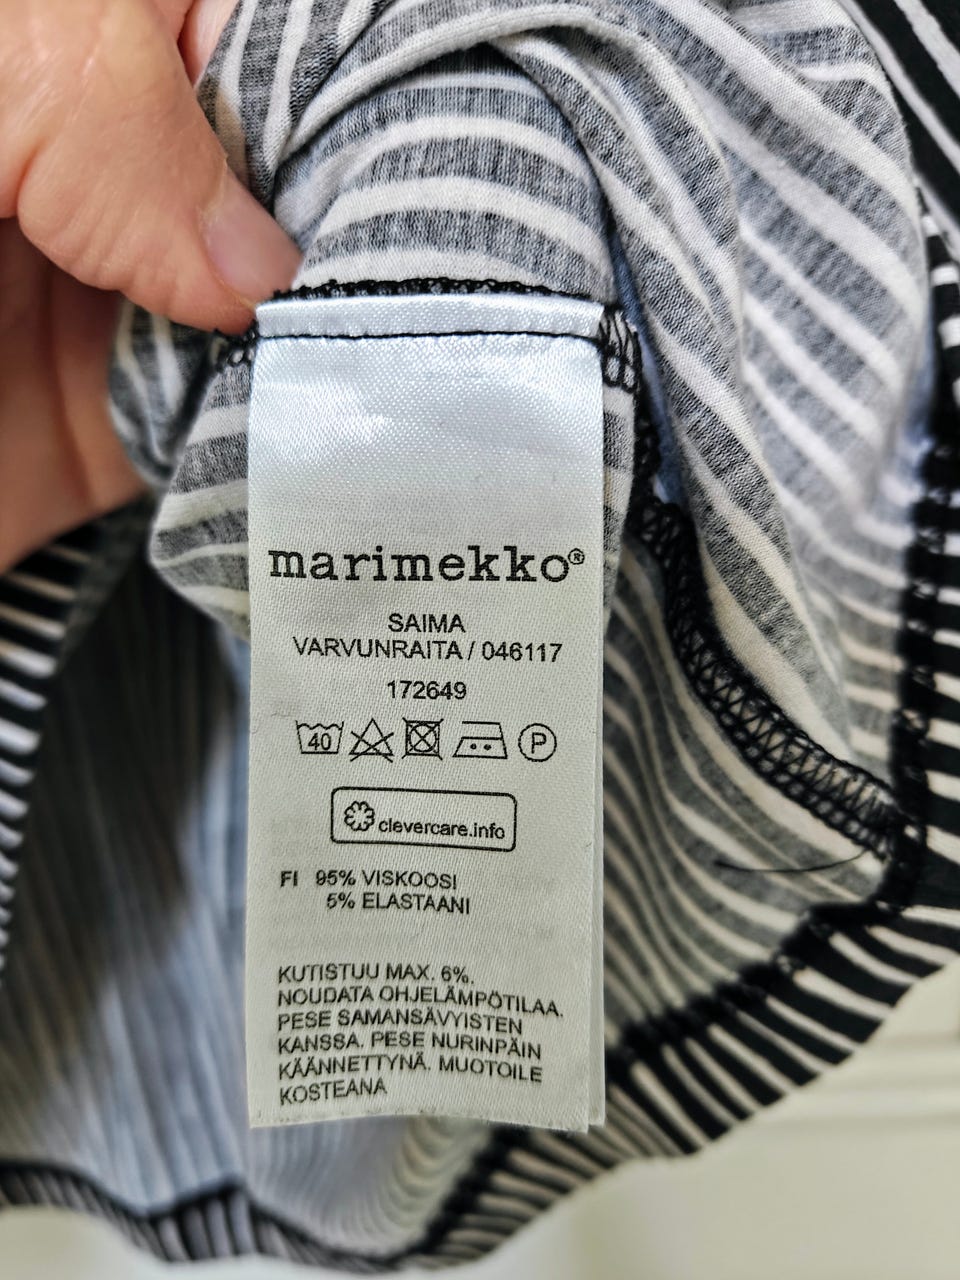 marimekko®
SAIMA
VARVUNRAITA / 046117
172649
40 P
clevercare.info
FI 95% VISKOOSI
5% ELASTAANI
KUTISTUU MAX. 6%.
NOUDATA OHJELÄMPÖTILAA.
PESE SAMANSÄVYISTEN
KANSSA. PESE NURINPÄIN
KÄÄNNETTYNÄ. MUOTOILE
KOSTEANA